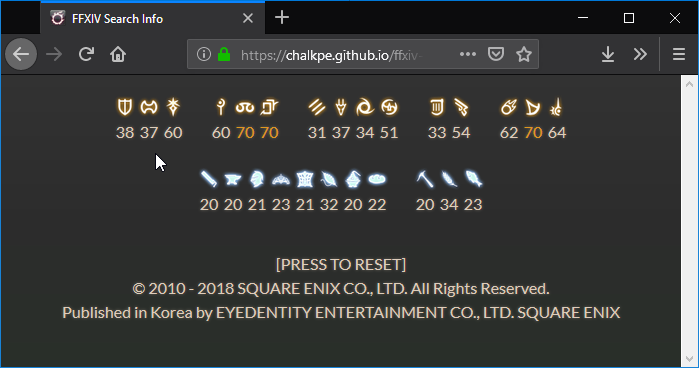 FFXIV Search Info
https://chalkpe.github.io/ffxiv-
38 37 60 60 70 70 31 37 34 51 33 54 62 70 64
20 20 21 23 21 32 20 22 20 34 23
[PRESS TO RESET]
© 2010 - 2018 SQUARE ENIX CO., LTD. All Rights Reserved.
Published in Korea by EYEDENTITY ENTERTAINMENT CO., LTD. SQUARE ENIX